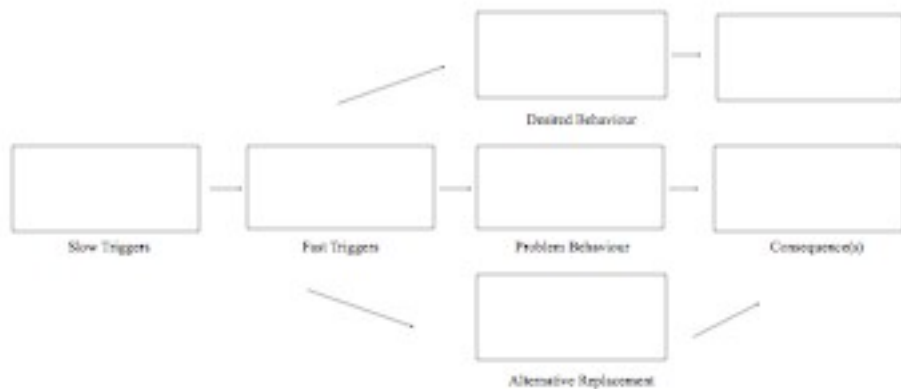 Desired Behaviour
Slow Triggers
Fast Triggers
Problem Behaviour
Consequence(s)
Alternative Replacement